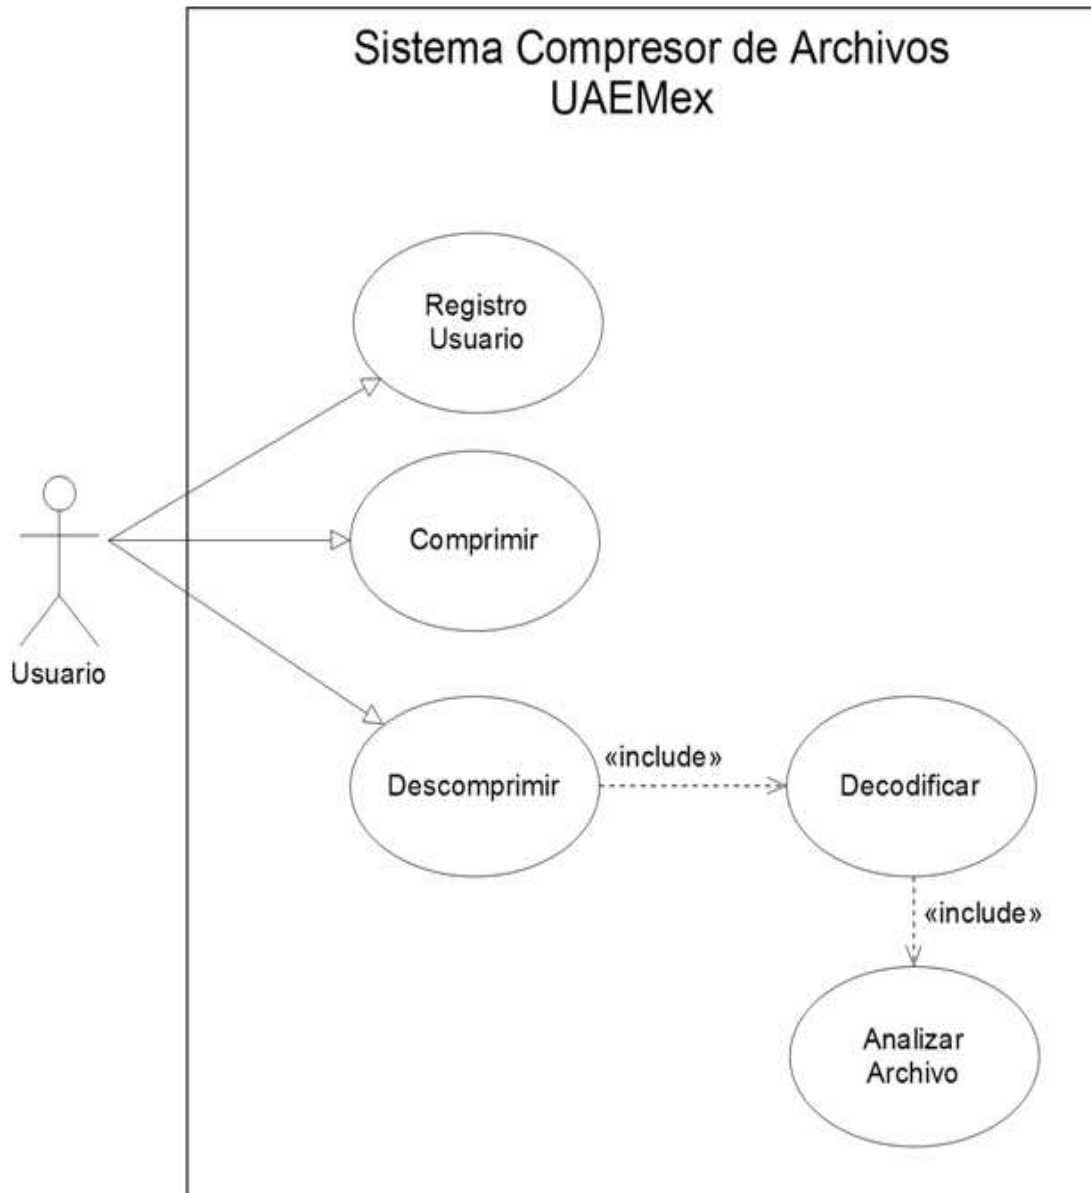 Sistema Compresor de Archivos
UAEMex
Registro
Usuario
Comprimir
Usuario
Descomprimir
«include»
Decodificar
«include»
Analizar
Archivo